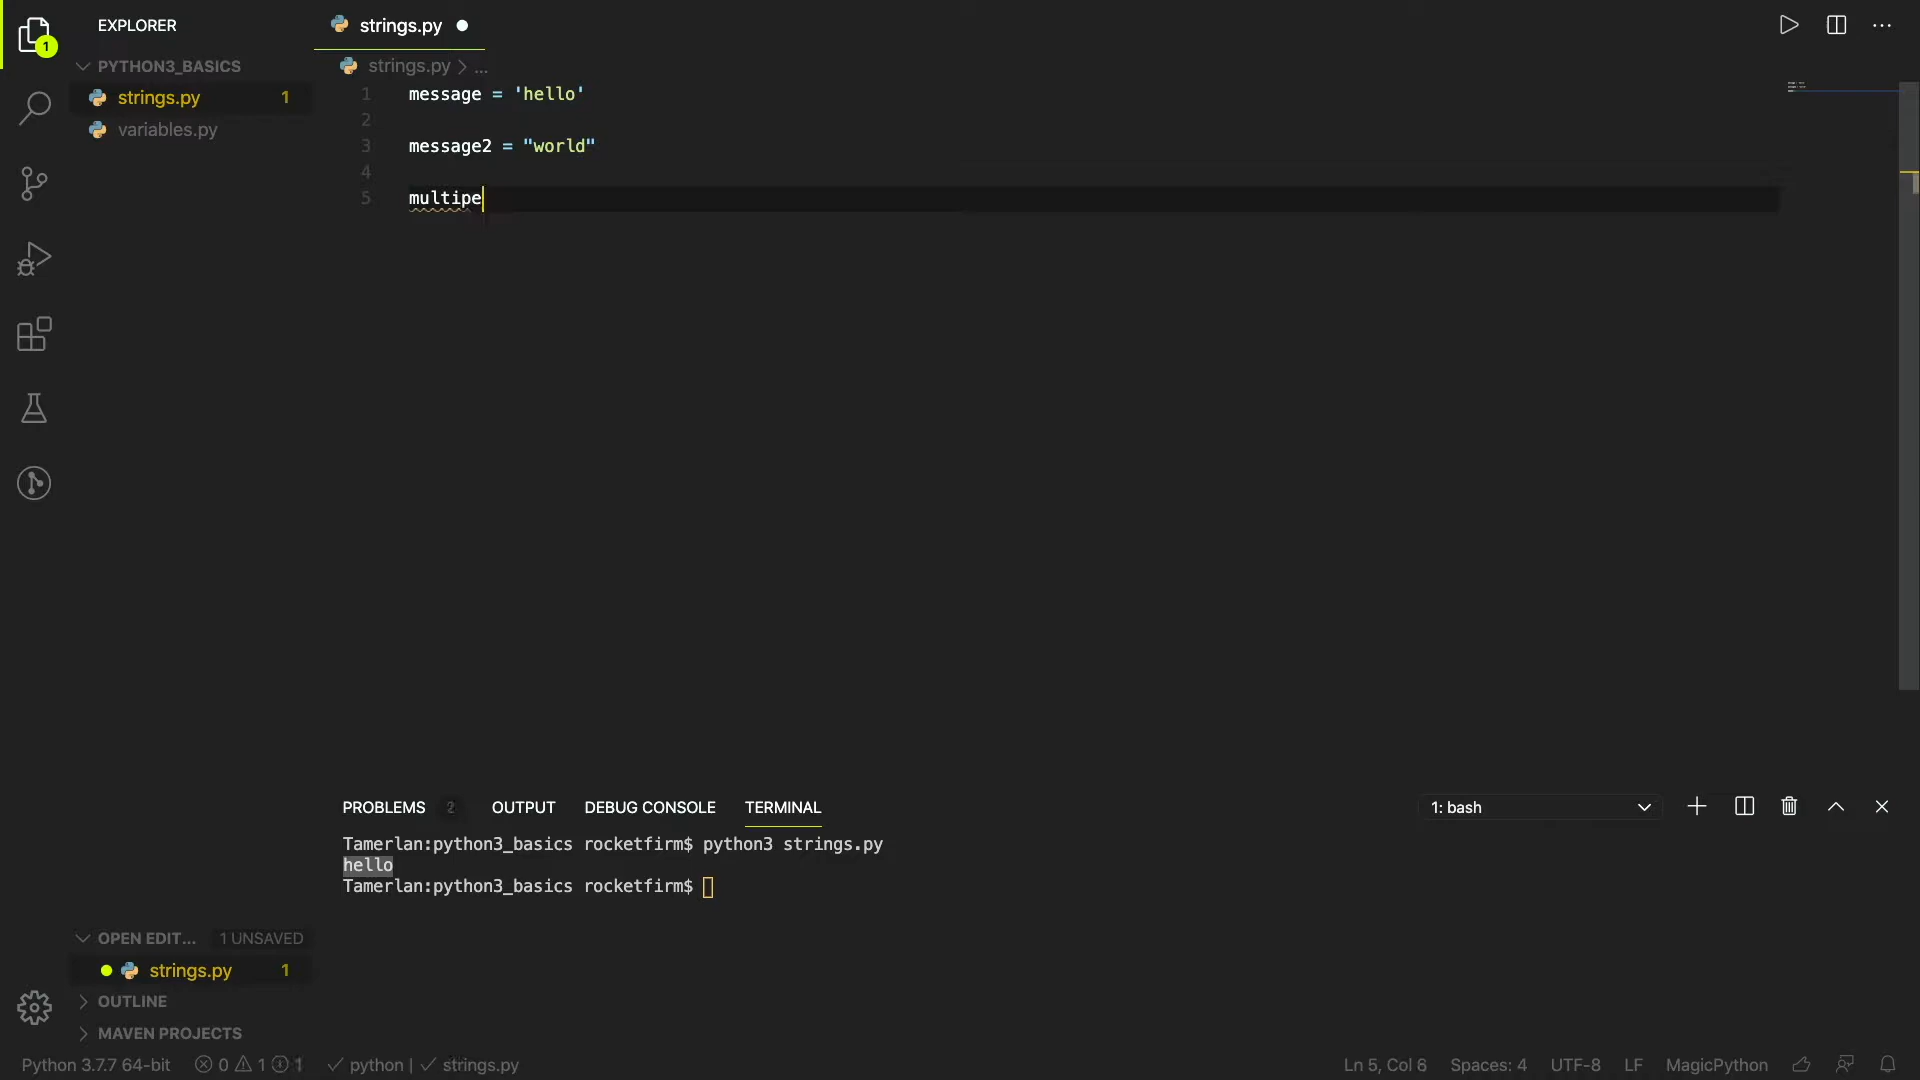 EXPLORER
1
PYTHON3_BASICS
strings.py 1
variables.py
strings.py
strings.py > ...
1 message = 'hello'
2
3 message2 = "world"
4
5 multipe
PROBLEMS 2 OUTPUT DEBUG CONSOLE TERMINAL 1: bash
Tamerlan:python3_basics rocketfirm$ python3 strings.py
hello
Tamerlan:python3_basics rocketfirm$
OPEN EDIT... 1 UNSAVED
strings.py 1
OUTLINE
MAVEN PROJECTS
Python 3.7.7 64-bit 0 1 1 python | strings.py Ln 5, Col 8 Spaces: 4 UTF-8 LF MagicPython